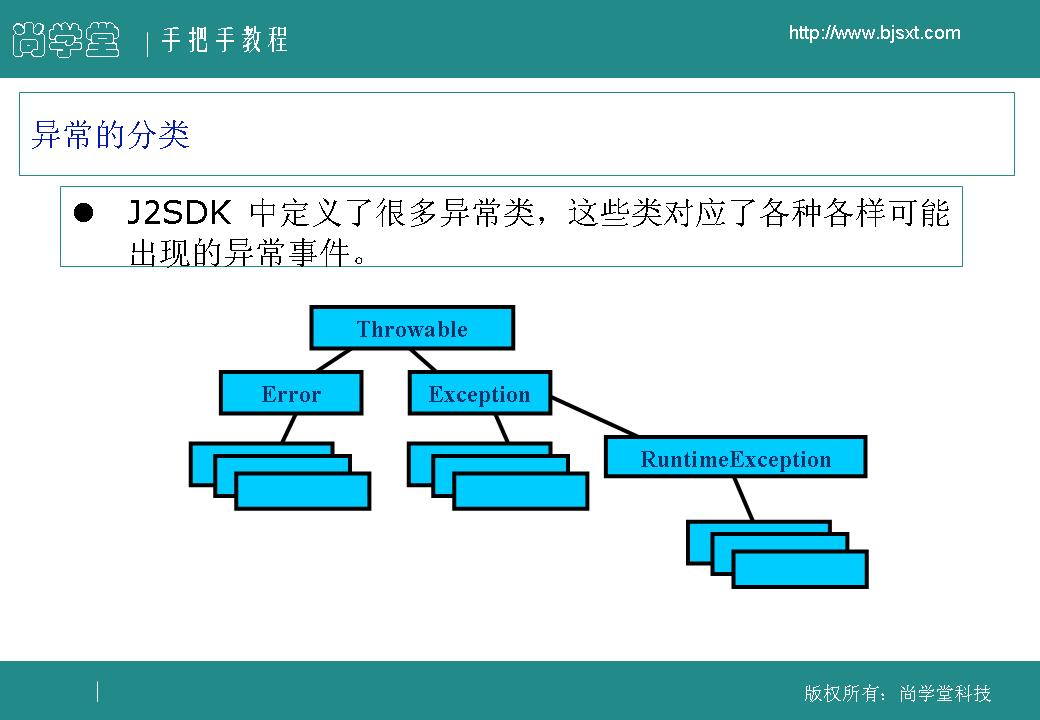 尚学堂
手把手教程
http://www.bjsxt.com
异常的分类
J2SDK 中定义了很多异常类，这些类对应了各种各样可能
出现的异常事件。
Throwable
Error
Exception
RuntimeException
版权所有：尚学堂科技